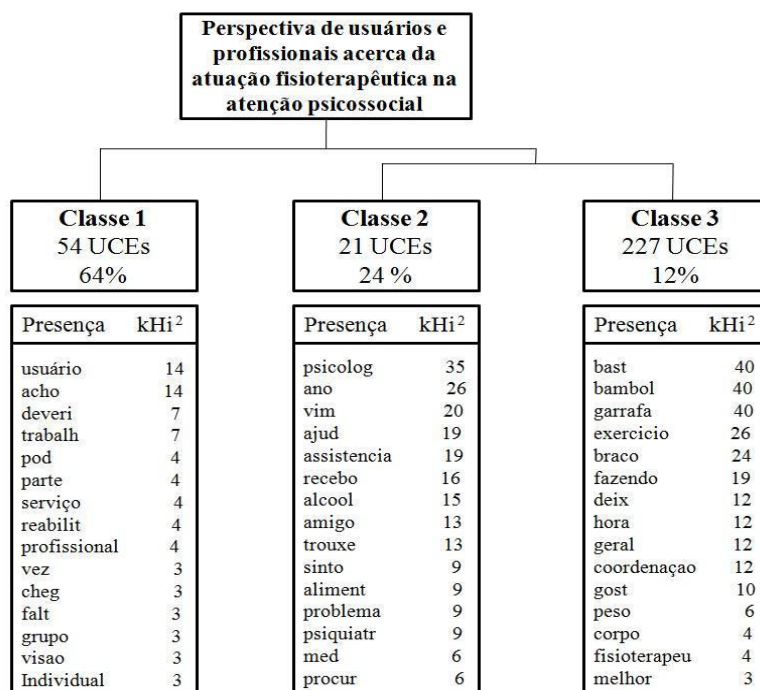 Perspectiva de usuários e
profissionais acerca da
atuação fisioterapêutica na
atenção psicossocial
Classe 1
54 UCEs
64%
Presença kHi²
usuário 14
acho 14
deveri 7
trabalh 7
pod 4
parte 4
serviço 4
reabilit 4
profissional 4
vez 3
cheg 3
falt 3
grupo 3
visao 3
Individual 3
Classe 2
21 UCEs
24 %
Presença kHi²
psicolog 35
ano 26
vim 20
ajud 19
assistencia 19
recebo 16
alcool 15
amigo 13
trouxe 13
sinto 9
aliment 9
problema 9
psiquiatr 9
med 6
procur 6
Classe 3
227 UCEs
12%
Presença kHi²
bast 40
bambol 40
garrafa 40
exercicio 26
braco 24
fazendo 19
deix 12
hora 12
geral 12
coordenaçao 12
gost 10
peso 6
corpo 4
fisioterapeu 4
melhor 3